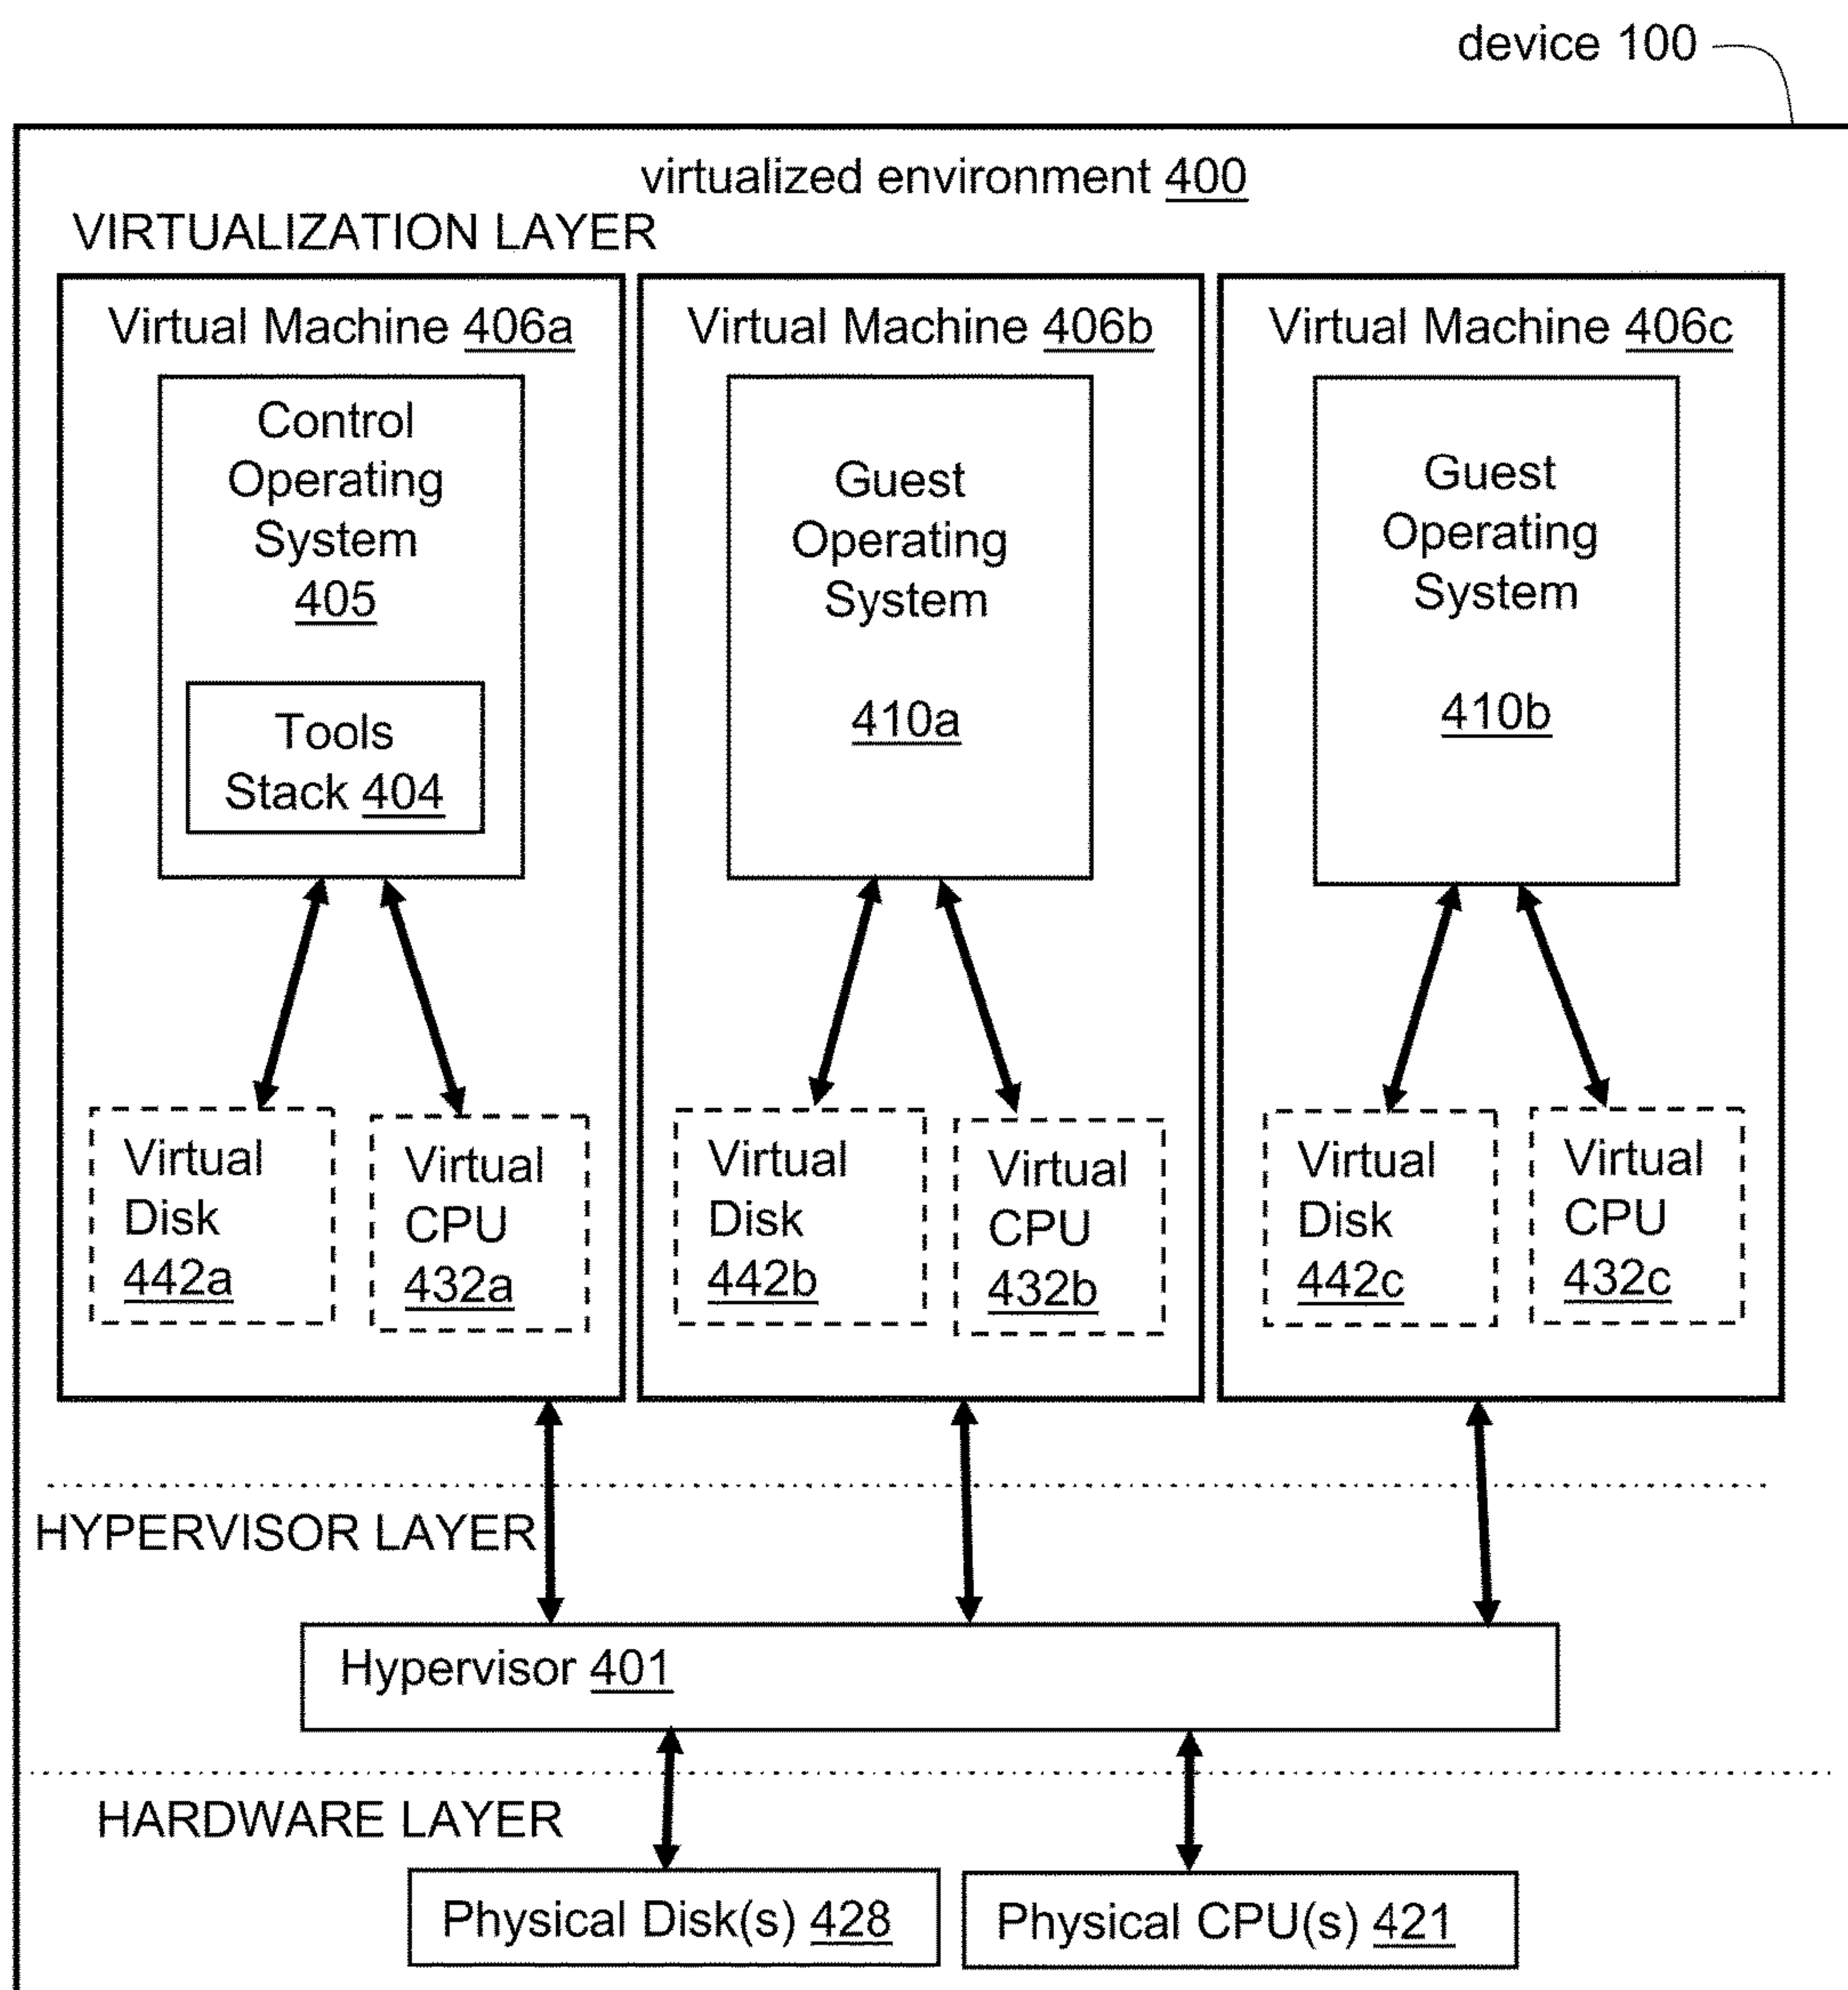 device 100
virtualized environment 400
VIRTUALIZATION LAYER
Virtual Machine 406a
Control
Operating
System
405
Tools
Stack 404
Virtual
Disk
442a
Virtual
CPU
432a
Virtual Machine 406b
Guest
Operating
System
410a
Virtual
Disk
442b
Virtual
CPU
432b
Virtual Machine 406c
Guest
Operating
System
410b
Virtual
Disk
442c
Virtual
CPU
432c
HYPERVISOR LAYER
Hypervisor 401
HARDWARE LAYER
Physical Disk(s) 428
Physical CPU(s) 421